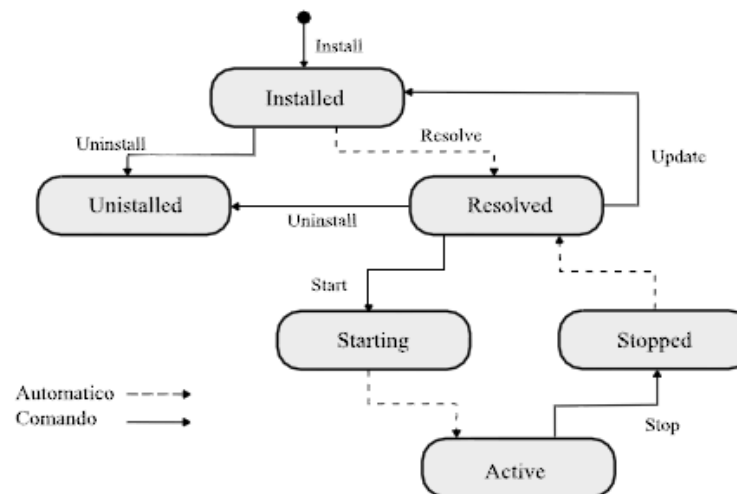 Install
Installed
Uninstall
Resolve
Update
Unistalled
Uninstall
Resolved
Start
Starting
Stopped
Automatico
Comando
Stop
Active